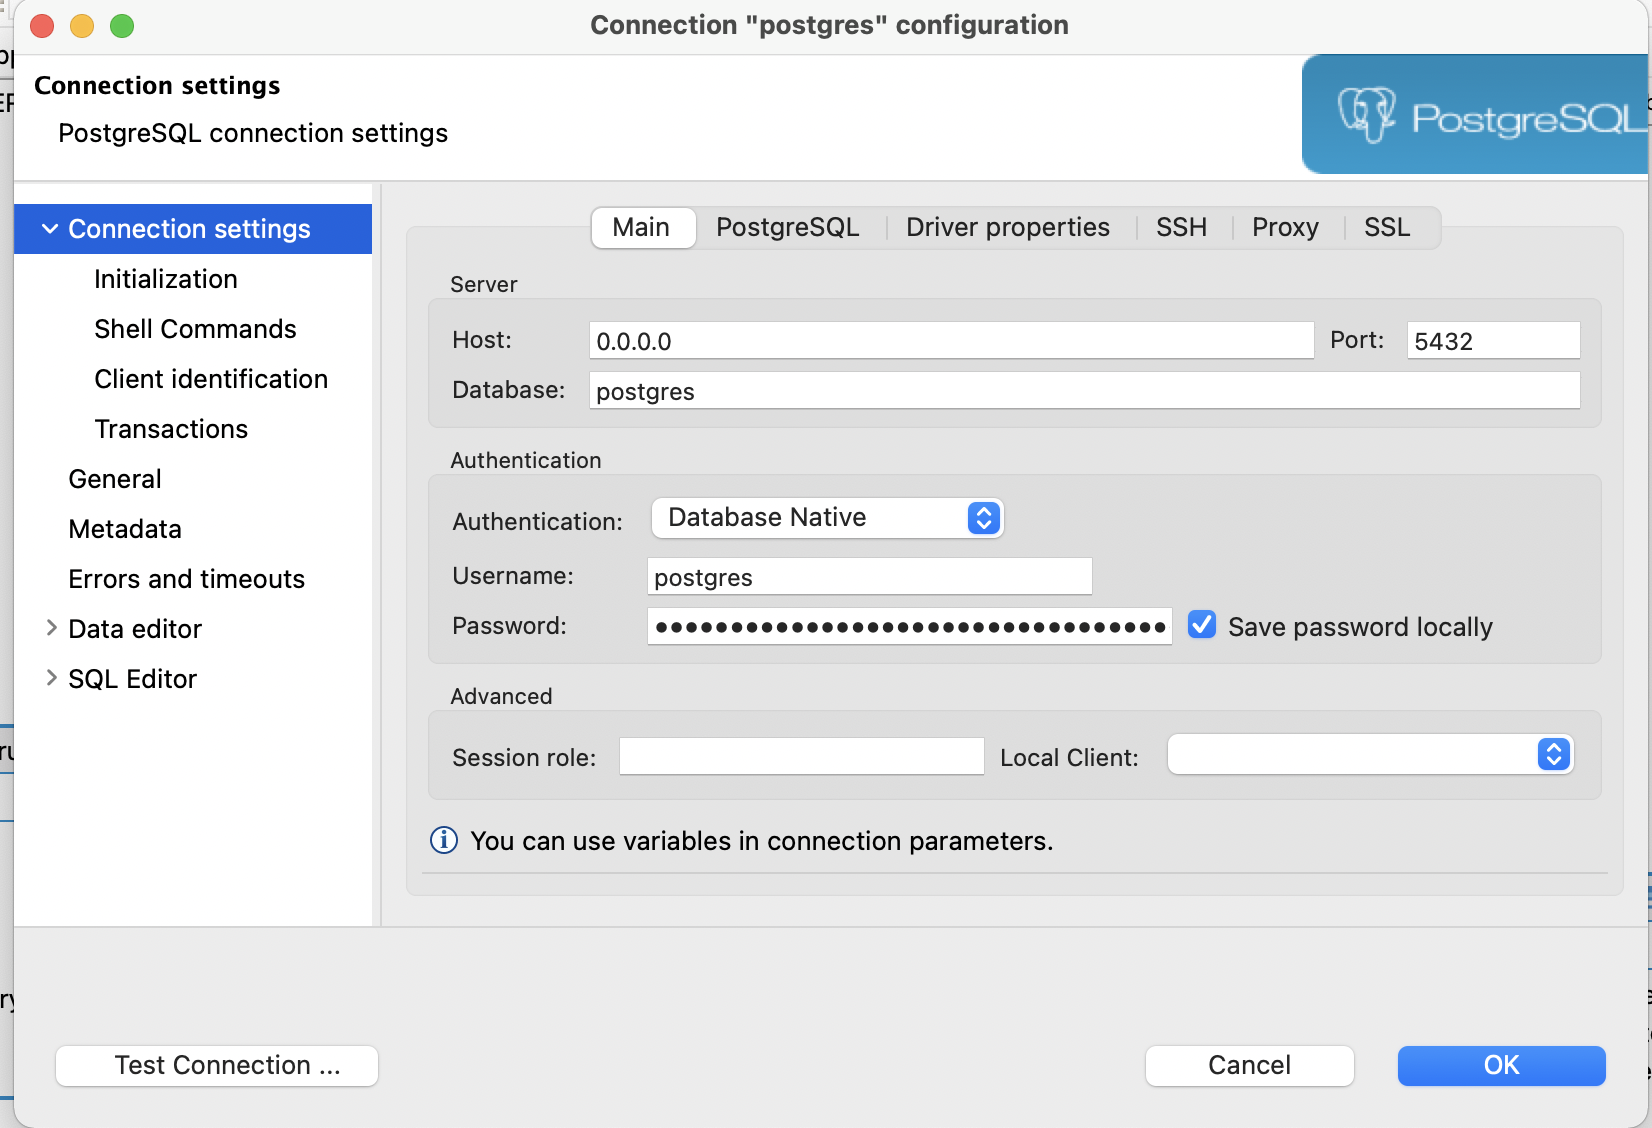 Connection "postgres" configuration
Connection settings
PostgreSQL connection settings
PostgreSQL
Connection settings
Initialization
Shell Commands
Client identification
Transactions
General
Metadata
Errors and timeouts
Data editor
SQL Editor
Main PostgreSQL Driver properties SSH Proxy SSL
Server
Host: 0.0.0.0 Port: 5432
Database: postgres
Authentication
Authentication: Database Native
Username: postgres
Password: ●●●●●●●●●●●●●●●●●●●●●●●●●●●●●●●●●● Save password locally
Advanced
Session role: Local Client:
You can use variables in connection parameters.
Test Connection ... Cancel OK